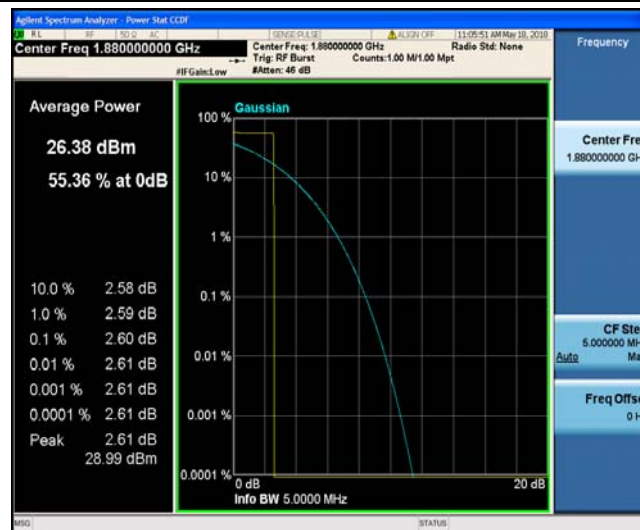 Agilent Spectrum Analyzer - Power Stat CCDF
RL RF 50 Ω AC SENSE:PULSE ALIGN OFF 11:05:51 AM May 18, 2018
Center Freq 1.880000000 GHz
Center Freq: 1.880000000 GHz Radio Std: None
Trig: RF Burst Counts:1.00 M/1.00 Mpt
#IFGain:Low #Atten: 46 dB
Frequency
Average Power
26.38 dBm
55.36 % at 0dB
10.0 % 2.58 dB
1.0 % 2.59 dB
0.1 % 2.60 dB
0.01 % 2.61 dB
0.001 % 2.61 dB
0.0001 % 2.61 dB
Peak 2.61 dB
28.99 dBm
Gaussian
100 %
10 %
1 %
0.1 %
0.01 %
0.001 %
0.0001 %
0 dB 20 dB
Info BW 5.0000 MHz
Center Fre
1.880000000 GH
CF Ste
5.000000 MH
Auto Ma
Freq Offse
0 H
MSG STATUS